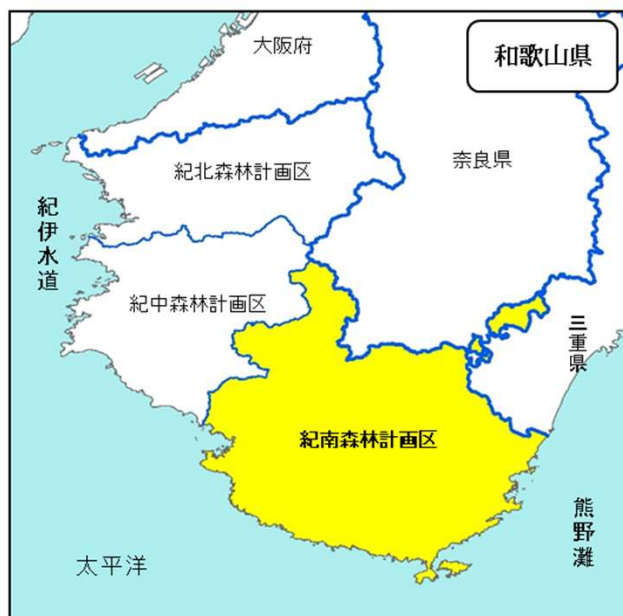 和歌山県
大阪府
奈良県
紀北森林計画区
紀伊水道
紀中森林計画区
三重県
紀南森林計画区
熊野灘
太平洋